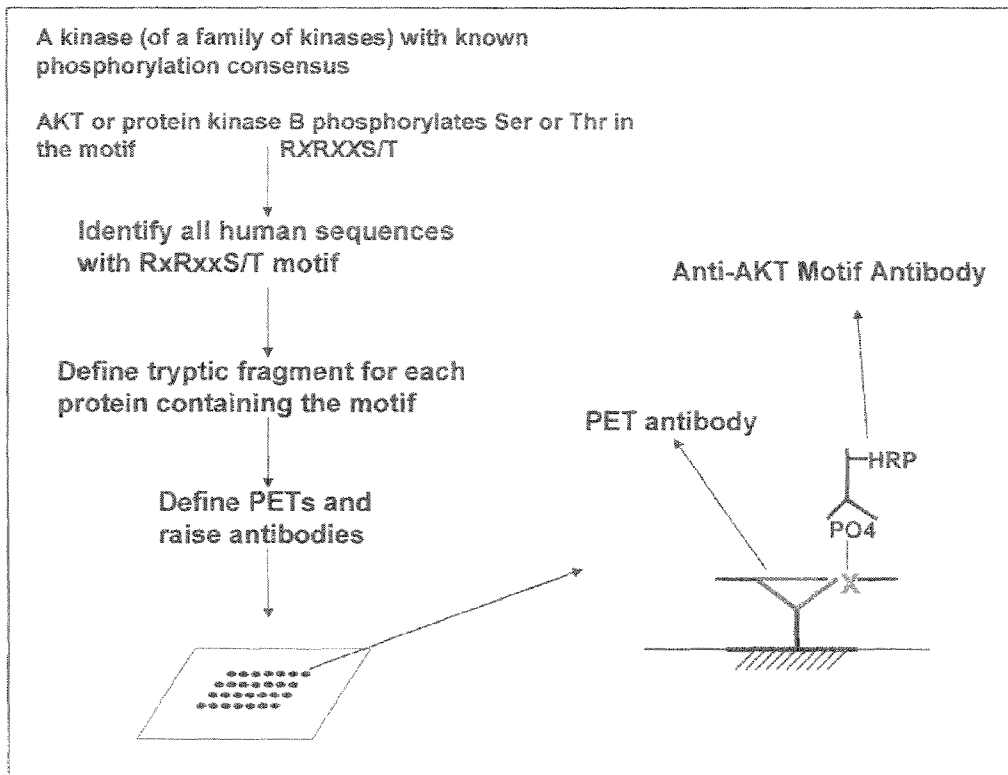 A kinase (of a family of kinases) with known
phosphorylation consensus
AKT or protein kinase B phosphorylates Ser or Thr in
the motif RXRXXS/T
Identify all human sequences
with RxRxxS/T motif
Define tryptic fragment for each
protein containing the motif
Define PETs and
raise antibodies
Anti-AKT Motif Antibody
PET antibody
HRP
PO4
X